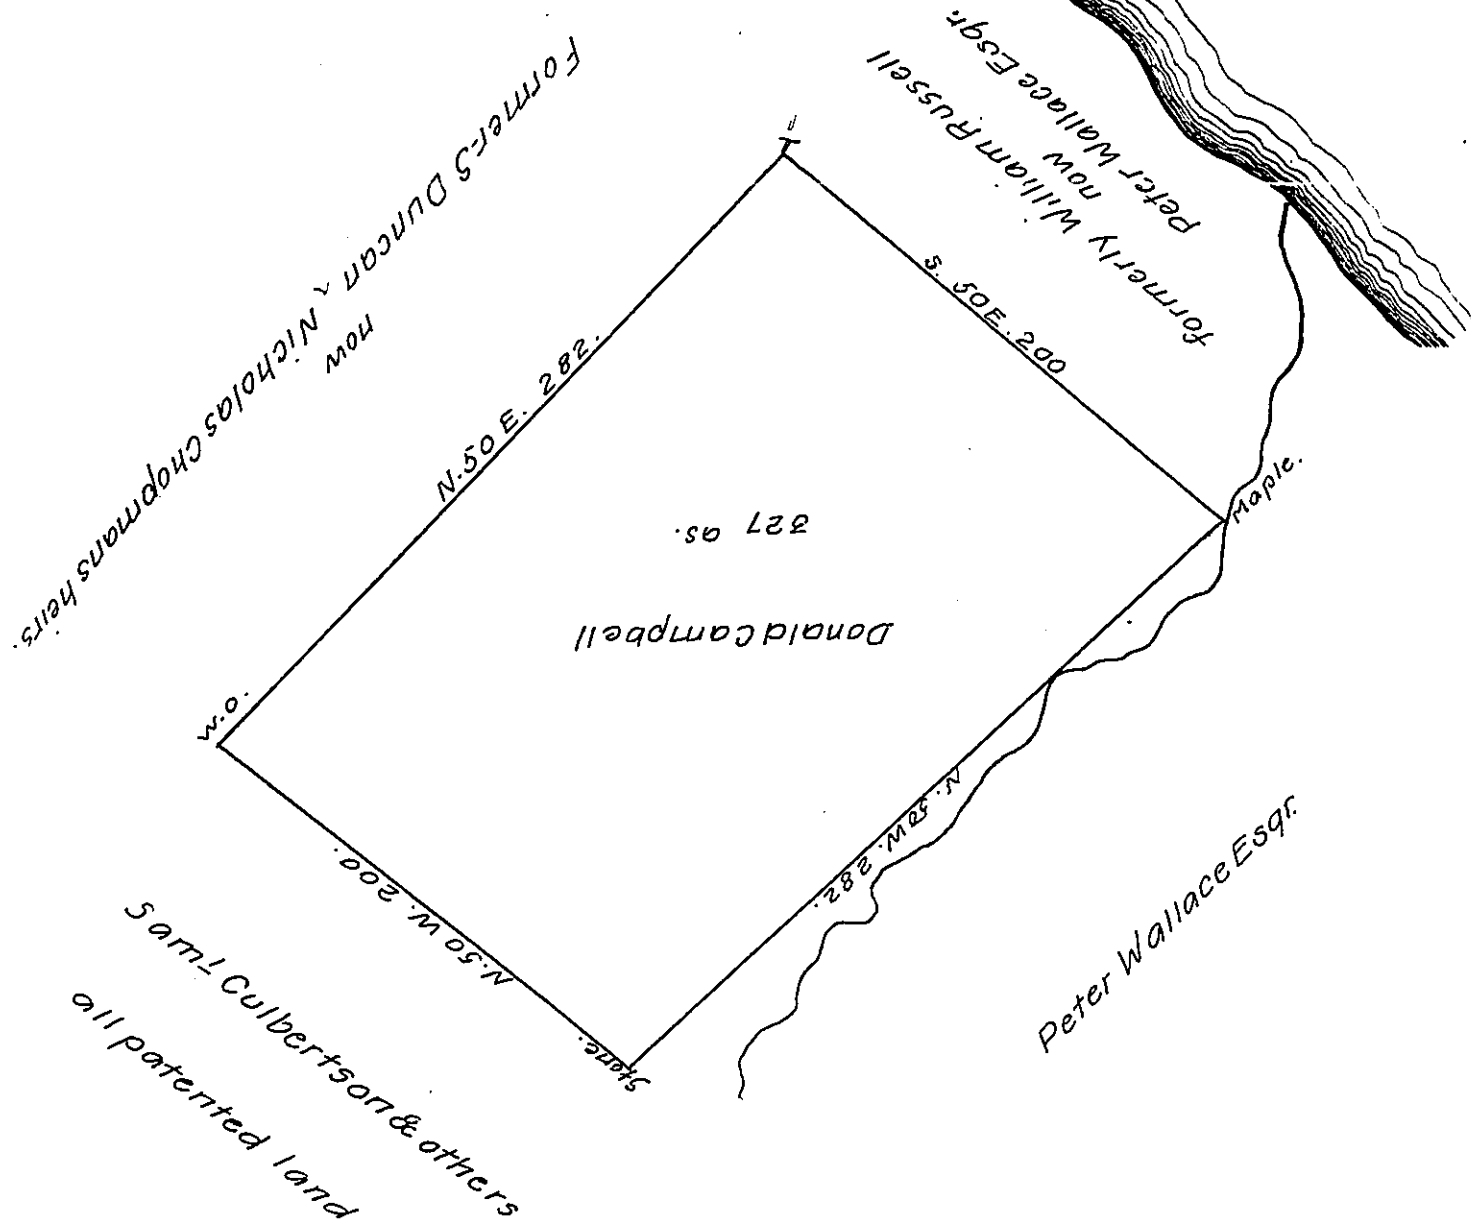 Peter Wallace Esqr.
now
formerly William Russell
Former S Duncan ^ Nicholas Chapmans heirs.
now
S. 50E. 200
N. 50 E. 282.
Maple.
327 as.
Donald Campbell
W.O.
N. 50W. 282.
N. 50 W. 200.
Stone.
Peter Wallace Esqr.
Saml Culbertson & others
all patented land